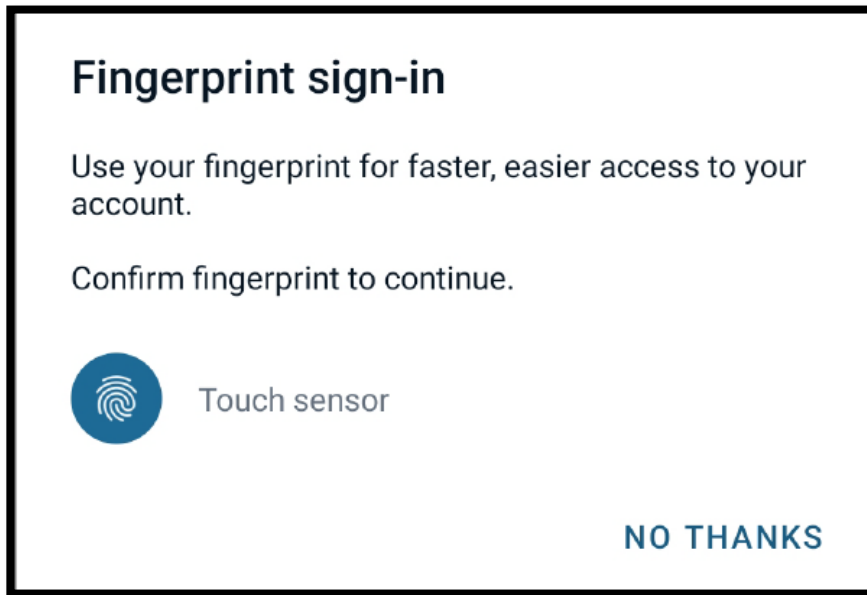 Fingerprint sign-in
Use your fingerprint for faster, easier access to your
account.
Confirm fingerprint to continue.
Touch sensor
NO THANKS